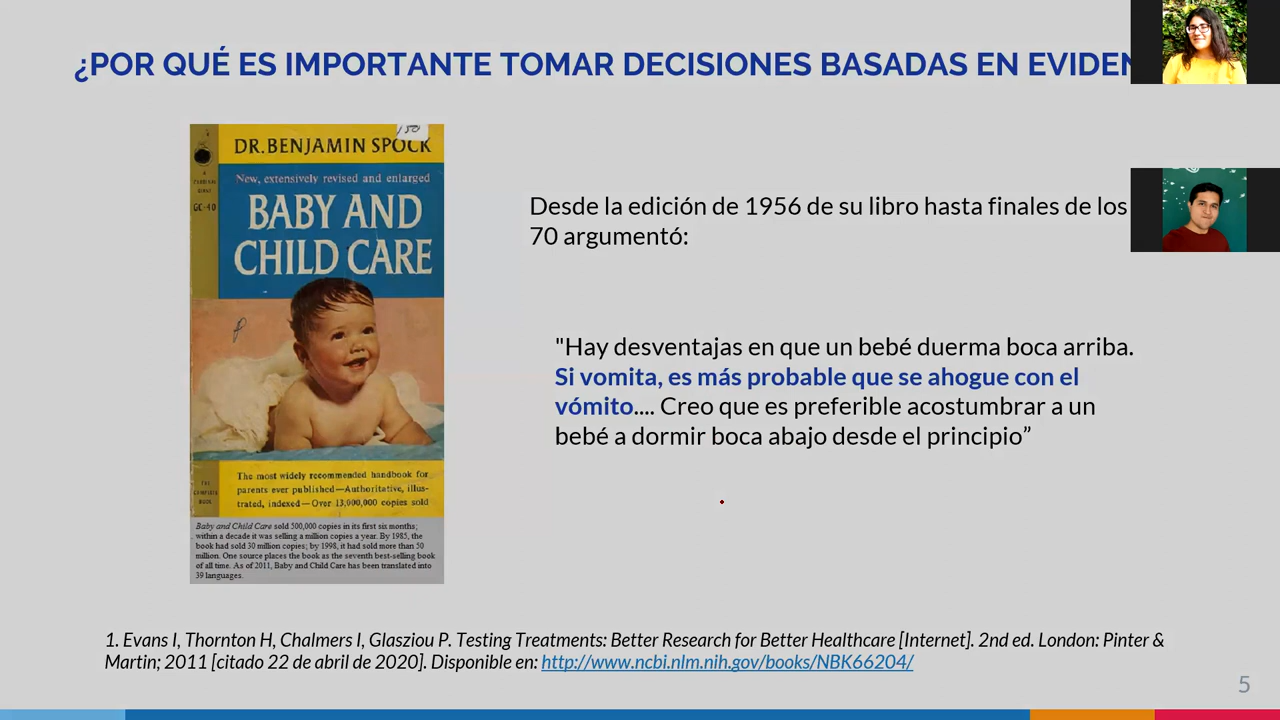 ¿POR QUÉ ES IMPORTANTE TOMAR DECISIONES BASADAS EN
DR. BENJAMIN SPOCK
New, extensively revised and enlarged
GC-40
BABY AND
CHILD CARE
The most widely recommended handbook for
parents ever published—Authoritative, illus-
trated, indexed—Over 13,000,000 copies sold
Baby and Child Care sold 500,000 copies in its first six months;
within a decade it was selling a million copies a year. By 1985, the
book had sold 30 million copies; by 1998, it had sold more than 50
million. One source places the book as the seventh best-selling book
of all time. As of 2011, Baby and Child Care has been translated into
39 languages.
Desde la edición de 1956 de su libro hasta finales de los
70 argumentó:
"Hay desventajas en que un bebé duerma boca arriba.
Si vomita, es más probable que se ahogue con el
vómito.... Creo que es preferible acostumbrar a un
bebé a dormir boca abajo desde el principio”
1. Evans I, Thornton H, Chalmers I, Glasziou P. Testing Treatments: Better Research for Better Healthcare [Internet]. 2nd ed. London: Pinter &
Martin; 2011 [citado 22 de abril de 2020]. Disponible en: http://www.ncbi.nlm.nih.gov/books/NBK66204/
5